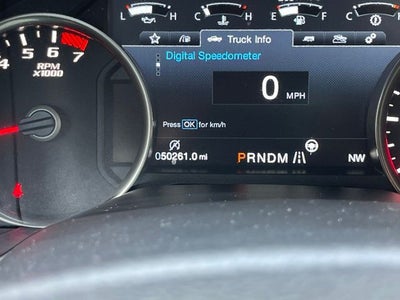 L H E F C H C H
Truck Info
Digital Speedometer
4 5 6 7
RPM
x1000
0 MPH
Press OK for km/h
050261.0 mi
PRNDM
NW